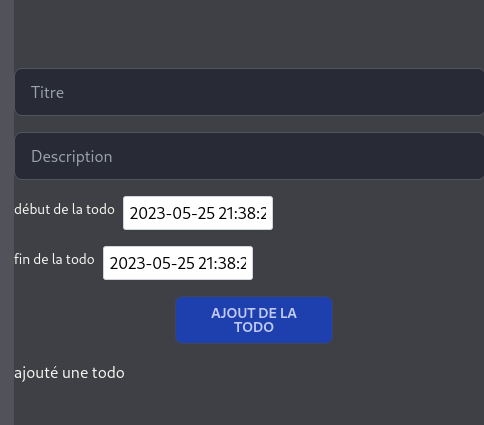 Titre
Description
début de la todo 2023-05-25 21:38:2
fin de la todo 2023-05-25 21:38:2
AJOUT DE LA
TODO
ajouté une todo